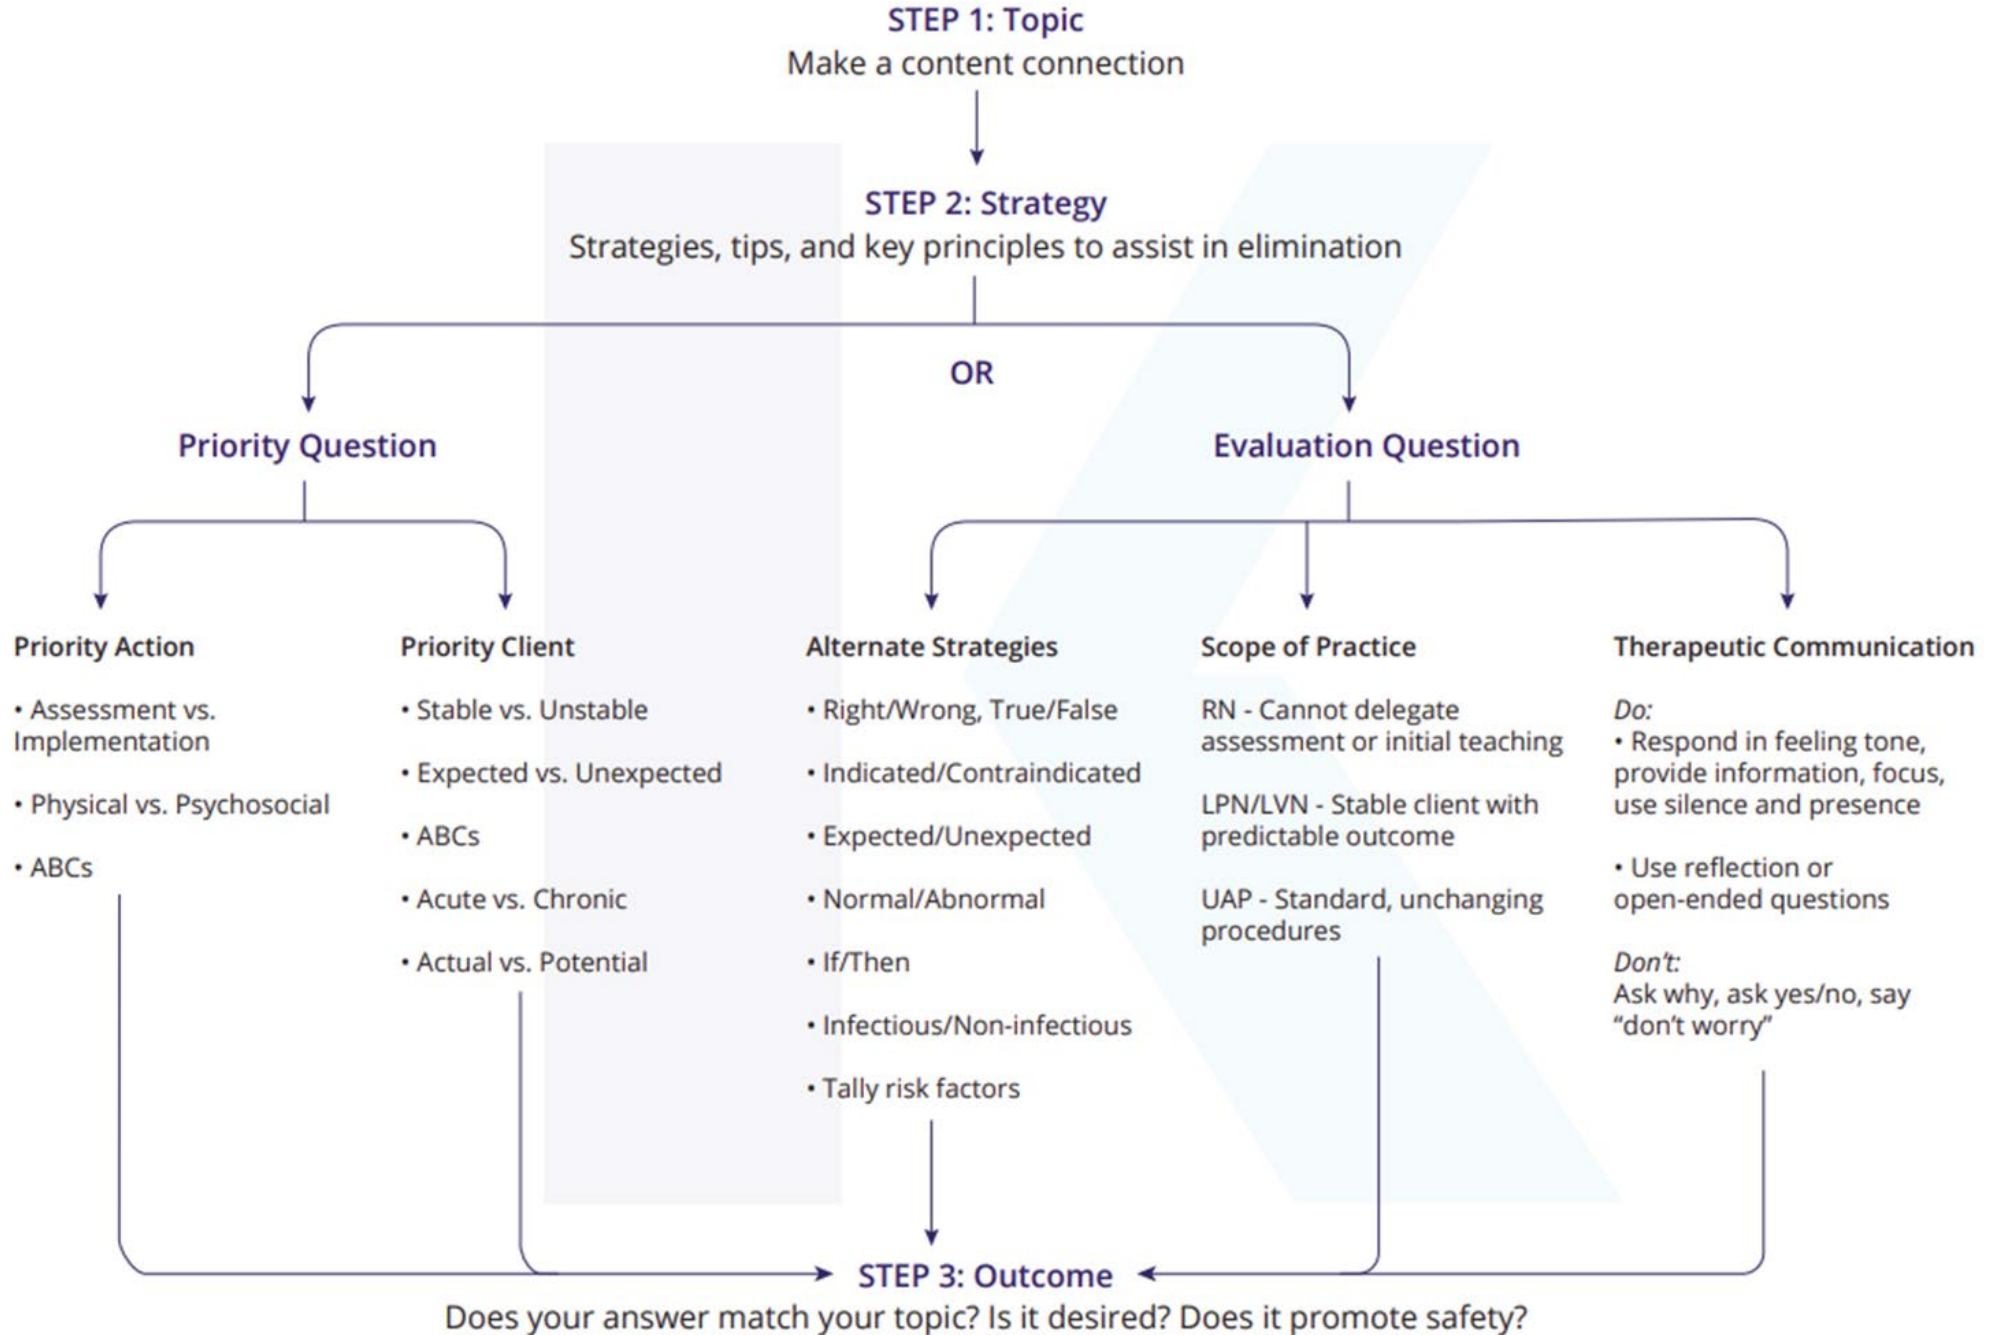 STEP 1: Topic
Make a content connection
STEP 2: Strategy
Strategies, tips, and key principles to assist in elimination
OR
Priority Question
Evaluation Question
Priority Action
• Assessment vs.
Implementation
• Physical vs. Psychosocial
• ABCs
Priority Client
• Stable vs. Unstable
• Expected vs. Unexpected
• ABCs
• Acute vs. Chronic
• Actual vs. Potential
Alternate Strategies
• Right/Wrong, True/False
• Indicated/Contraindicated
• Expected/Unexpected
• Normal/Abnormal
• If/Then
• Infectious/Non-infectious
• Tally risk factors
Scope of Practice
RN - Cannot delegate
assessment or initial teaching
LPN/LVN - Stable client with
predictable outcome
UAP - Standard, unchanging
procedures
Therapeutic Communication
Do:
• Respond in feeling tone,
provide information, focus,
use silence and presence
• Use reflection or
open-ended questions
Don’t:
Ask why, ask yes/no, say
“don’t worry”
STEP 3: Outcome
Does your answer match your topic? Is it desired? Does it promote safety?